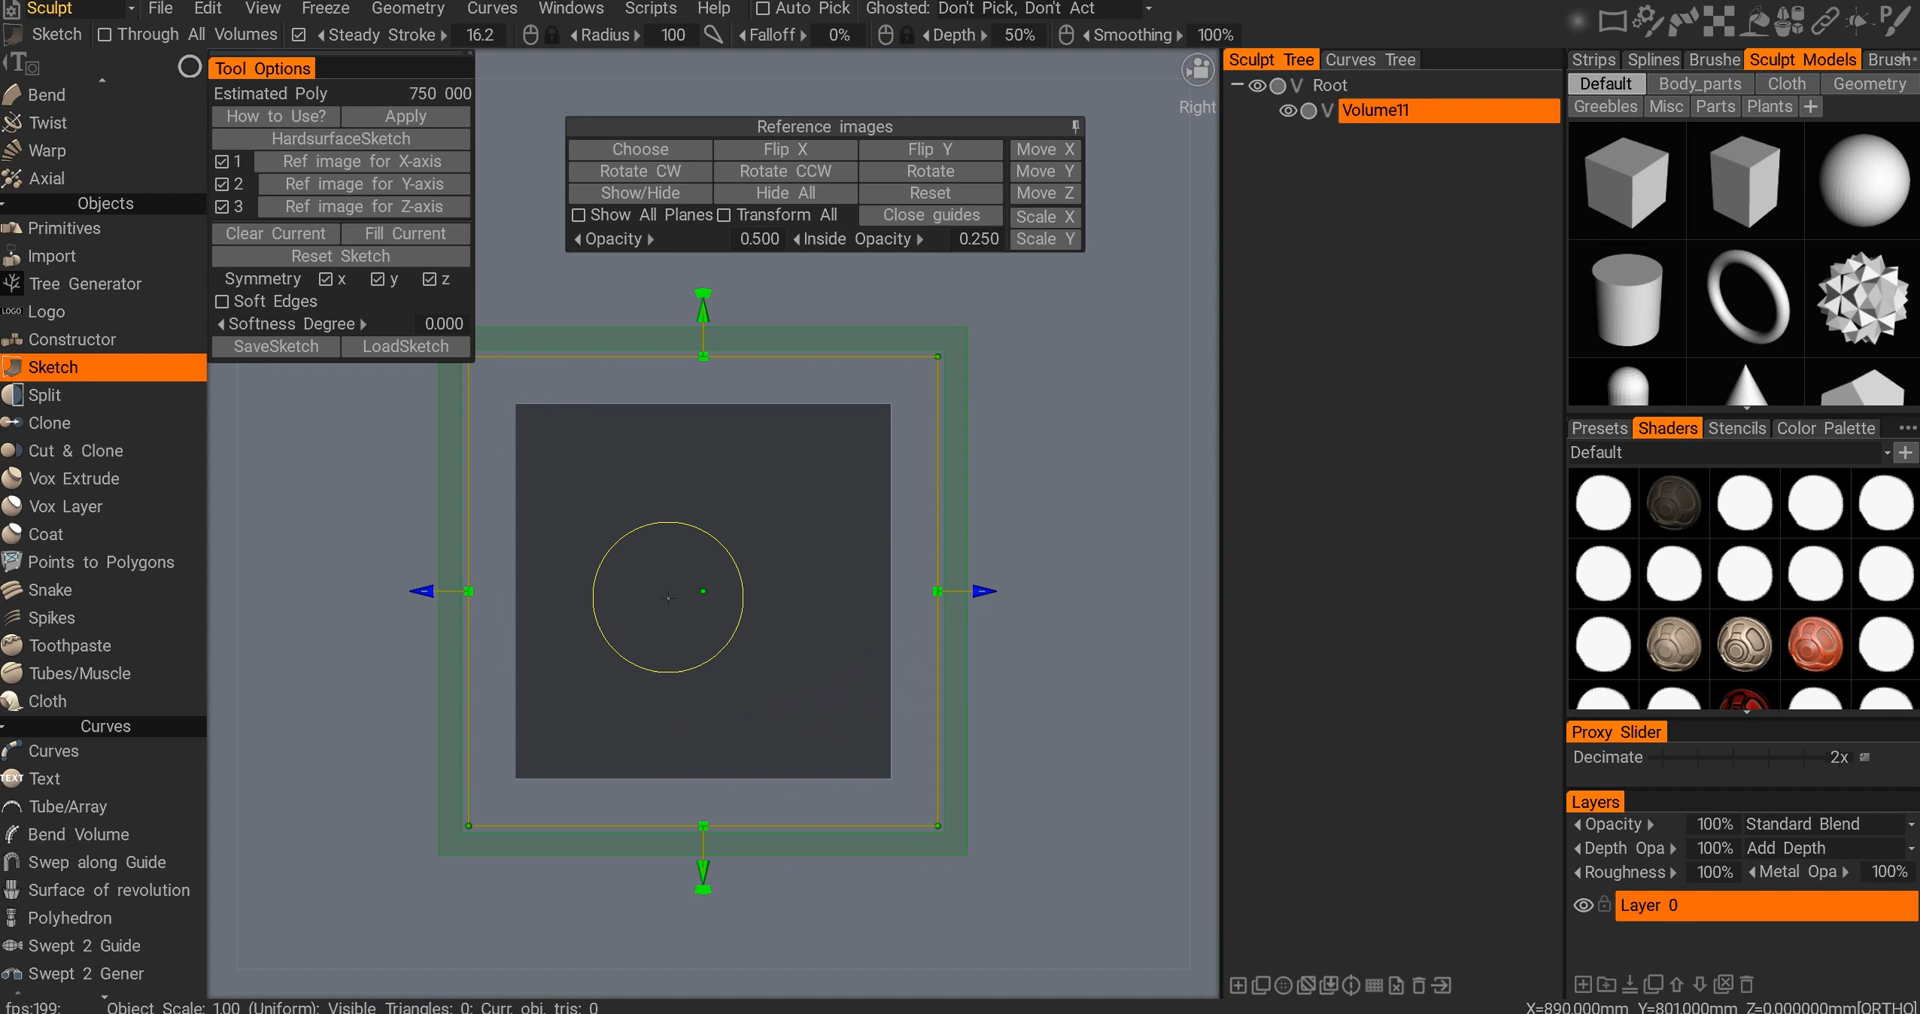 Sculpt File Edit View Freeze Geometry Curves Windows Scripts Help Auto Pick Ghosted: Don't Pick, Don't Act
Sketch Through All Volumes Steady Stroke 16.2 Radius 100 Falloff 0% Depth 50% Smoothing 100%
Bend
Twist
Warp
Axial
Objects
Primitives
Import
Tree Generator
LOGO Logo
Constructor
Sketch
Split
Clone
Cut & Clone
Vox Extrude
Vox Layer
Coat
Points to Polygons
Snake
Spikes
Toothpaste
Tubes/Muscle
Cloth
Curves
Curves
TEXT Text
Tube/Array
Bend Volume
Swep along Guide
Surface of revolution
Polyhedron
Swept 2 Guide
Swept 2 Gener
Tool Options
Estimated Poly 750 000
How to Use? Apply
HardsurfaceSketch
1 Ref image for X-axis
2 Ref image for Y-axis
3 Ref image for Z-axis
Clear Current Fill Current
Reset Sketch
Symmetry x y z
Soft Edges
Softness Degree 0.000
SaveSketch LoadSketch
Reference images
Choose Flip X Flip Y Move X
Rotate CW Rotate CCW Rotate Move Y
Show/Hide Hide All Reset Move Z
Show All Planes Transform All Close guides Scale X
Opacity 0.500 Inside Opacity 0.250 Scale Y
Right
Sculpt Tree Curves Tree
V Root
V Volume11
Strips Splines Brushe Sculpt Models Brush
Default Body_parts Cloth Geometry
Greebles Misc Parts Plants
Presets Shaders Stencils Color Palette
Default
Proxy Slider
Decimate 2x
Layers
Opacity 100% Standard Blend
Depth Opa 100% Add Depth
Roughness 100% Metal Opa 100%
Layer 0
fps:199; Object Scale: 1.00 (Uniform); Visible Triangles: 0; Curr. obj. tris: 0 X=890.000mm Y=801.000mm Z=0.000000mm[ORTHO]